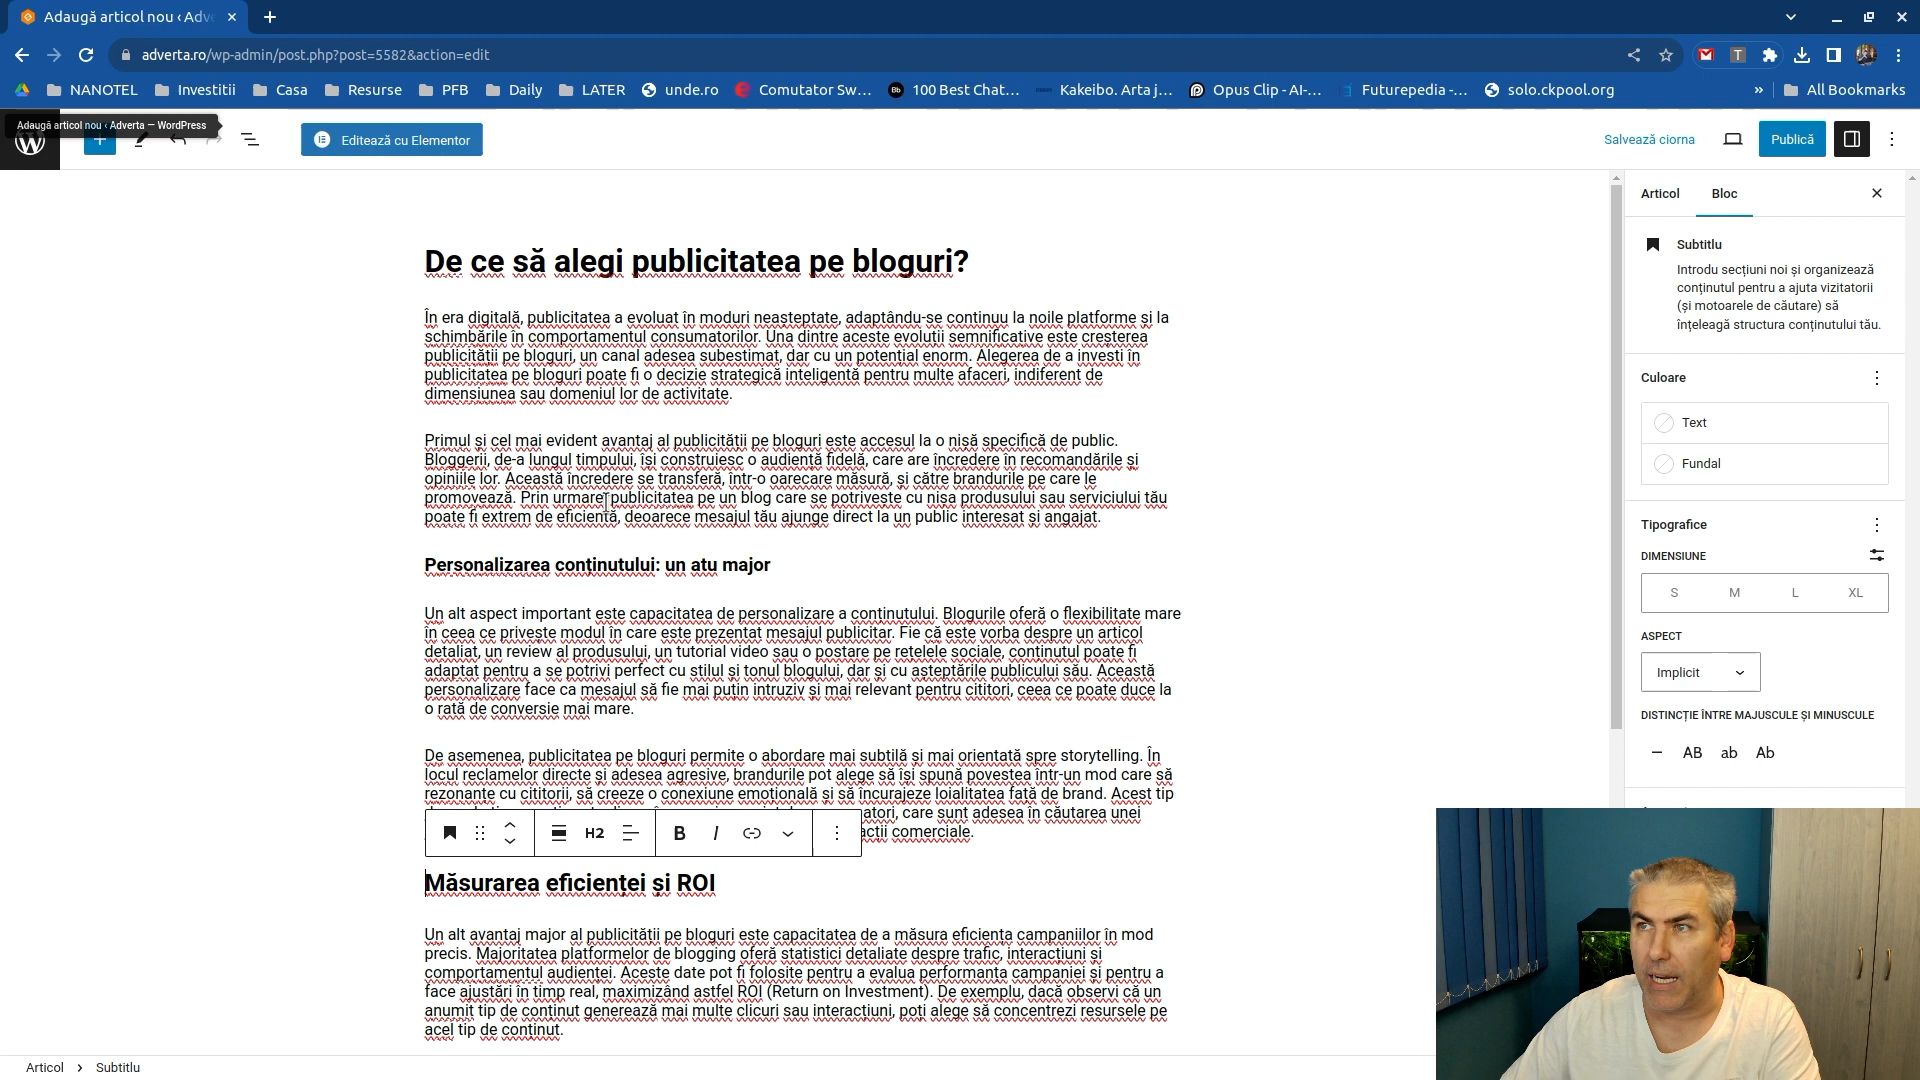 Adaugă articol nou ‹ Adv
adverta.ro/wp-admin/post.php?post=5582&action=edit
NANOTEL
Investitii
Casa
Resurse
PFB
Daily
LATER
unde.ro
Comutator Sw...
100 Best Chat...
Kakeibo. Arta j...
Opus Clip - AI-...
Futurepedia -...
solo.ckpool.org
»
All Bookmarks
Adaugă articol nou ‹ Adverta — WordPress
Editează cu Elementor
Salvează ciorna
Publică
De ce să alegi publicitatea pe bloguri?
În era digitală, publicitatea a evoluat în moduri neașteptate, adaptându-se continuu la noile platforme și la
schimbările în comportamentul consumatorilor. Una dintre aceste evoluții semnificative este creșterea
publicității pe bloguri, un canal adesea subestimat, dar cu un potențial enorm. Alegerea de a investi în
publicitatea pe bloguri poate fi o decizie strategică inteligentă pentru multe afaceri, indiferent de
dimensiunea sau domeniul lor de activitate.
Primul și cel mai evident avantaj al publicității pe bloguri este accesul la o nișă specifică de public.
Bloggerii, de-a lungul timpului, își construiesc o audiență fidelă, care are încredere în recomandările și
opiniile lor. Această încredere se transferă, într-o oarecare măsură, și către brandurile pe care le
promovează. Prin urmare publicitatea pe un blog care se potrivește cu nișa produsului sau serviciului tău
poate fi extrem de eficientă, deoarece mesajul tău ajunge direct la un public interesat și angajat.
Personalizarea conținutului: un atu major
Un alt aspect important este capacitatea de personalizare a conținutului. Blogurile oferă o flexibilitate mare
în ceea ce privește modul în care este prezentat mesajul publicitar. Fie că este vorba despre un articol
detaliat, un review al produsului, un tutorial video sau o postare pe rețelele sociale, conținutul poate fi
adaptat pentru a se potrivi perfect cu stilul și tonul blogului, dar și cu așteptările publicului său. Această
personalizare face ca mesajul să fie mai puțin intruziv și mai relevant pentru cititori, ceea ce poate duce la
o rată de conversie mai mare.
De asemenea, publicitatea pe bloguri permite o abordare mai subtilă și mai orientată spre storytelling. În
locul reclamelor directe și adesea agresive, brandurile pot alege să își spună povestea într-un mod care să
rezonanțe cu cititorii, să creeze o conexiune emoțională și să încurajeze loialitatea față de brand. Acest tip
atori, care sunt adesea în căutarea unei
acții comerciale.
H2
B
I
Măsurarea eficienței și ROI
Un alt avantaj major al publicității pe bloguri este capacitatea de a măsura eficiența campaniilor în mod
precis. Majoritatea platformelor de blogging oferă statistici detaliate despre trafic, interacțiuni și
comportamentul audienței. Aceste date pot fi folosite pentru a evalua performanța campaniei și pentru a
face ajustări în timp real, maximizând astfel ROI (Return on Investment). De exemplu, dacă observi că un
anumit tip de conținut generează mai multe clicuri sau interacțiuni, poți alege să concentrezi resursele pe
acel tip de conținut.
Articol
Bloc
Subtitlu
Introdu secțiuni noi și organizează
conținutul pentru a ajuta vizitatorii
(și motoarele de căutare) să
înțeleagă structura conținutului tău.
Culoare
Text
Fundal
Tipografice
DIMENSIUNE
S M L XL
ASPECT
Implicit
DISTINCȚIE ÎNTRE MAJUSCULE ȘI MINUSCULE
– AB ab Ab
Articol › Subtitlu